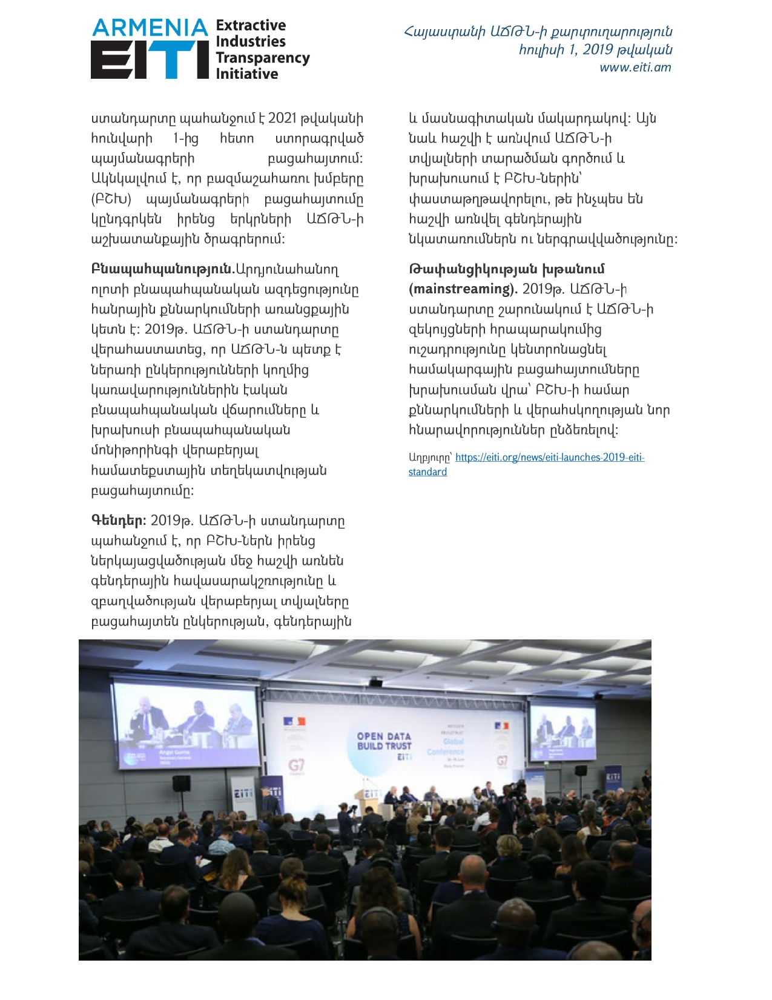 ARMENIA
EITI
Extractive
Industries
Transparency
Initiative
Հայաստանի ԱՃԹՆ-ի քարտուղարություն
հուլիսի 1, 2019 թվական
www.eiti.am
ստանդարտը պահանջում է 2021 թվականի
հունվարի 1-ից հետո ստորագրված
պայմանագրերի բացահայտում:
Ակնկալվում է, որ բազմաշահառու խմբերը
(ԲՇԽ) պայմանագրերի բացահայտումը
կընդգրկեն իրենց երկրների ԱՃԹՆ-ի
աշխատանքային ծրագրերում:
Բնապահպանություն.Արդյունահանող
ոլոտի բնապահպանական ազդեցությունը
հանրային քննարկումների առանցքային
կետն է: 2019թ. ԱՃԹՆ-ի ստանդարտը
վերահաստատեց, որ ԱՃԹՆ-ն պետք է
ներառի ընկերությունների կողմից
կառավարություններին էական
բնապահպանական վճարումները և
խրախուսի բնապահպանական
մոնիթորինգի վերաբերյալ
համատեքստային տեղեկատվության
բացահայտումը:
Գենդեր: 2019թ. ԱՃԹՆ-ի ստանդարտը
պահանջում է, որ ԲՇԽ-ներն իրենց
ներկայացվածության մեջ հաշվի առնեն
գենդերային հավասարակշռությունը և
զբաղվածության վերաբերյալ տվյալները
բացահայտեն ընկերության, գենդերային
և մասնագիտական մակարդակով: Այն
նաև հաշվի է առնվում ԱՃԹՆ-ի
տվյալների տարածման գործում և
խրախուսում է ԲՇԽ-ներին՝
փաստաթղթավորելու, թե ինչպես են
հաշվի առնվել գենդերային
նկատառումներն ու ներգրավվածությունը:
Թափանցիկության խթանում
(mainstreaming). 2019թ. ԱՃԹՆ-ի
ստանդարտը շարունակում է ԱՃԹՆ-ի
զեկույցների հրապարակումից
ուշադրությունը կենտրոնացնել
համակարգային բացահայտումները
խրախուսման վրա՝ ԲՇԽ-ի համար
քննարկումների և վերահսկողության նոր
հնարավորություններ ընձեռելով:
Աղբյուրը՝ https://eiti.org/news/eiti-launches-2019-eiti-
standard
OPEN DATA
BUILD TRUST
EITI
Global
Conference
G7
G7
EITI
EITI
EITI
EITI